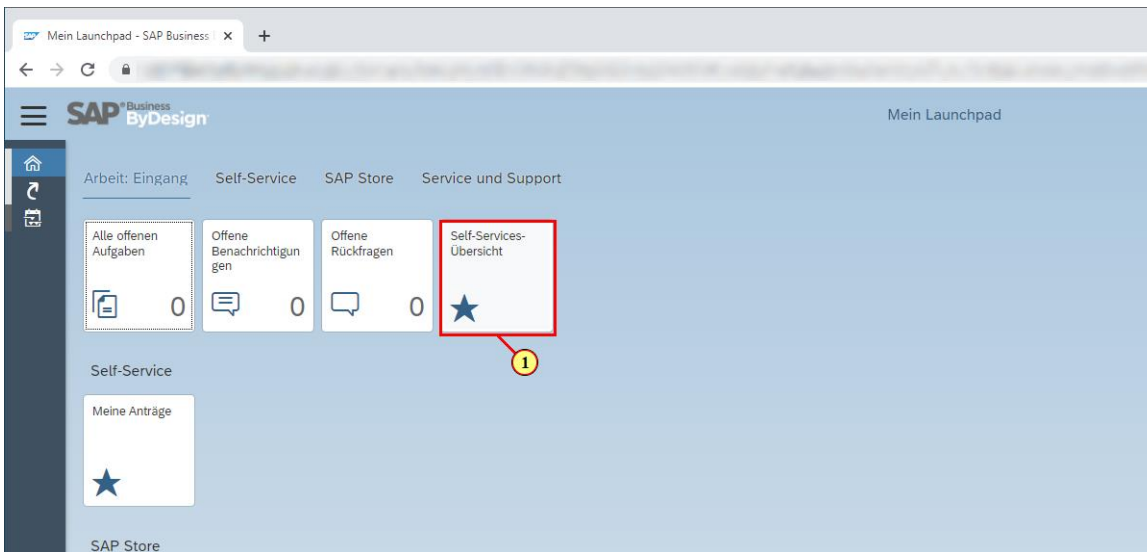 Mein Launchpad - SAP Business
SAP Business ByDesign
Mein Launchpad
Arbeit: Eingang Self-Service SAP Store Service und Support
Alle offenen
Aufgaben
0
Offene
Benachrichtigun
gen
0
Offene
Rückfragen
0
Self-Services-
Übersicht
1
Self-Service
Meine Anträge
SAP Store